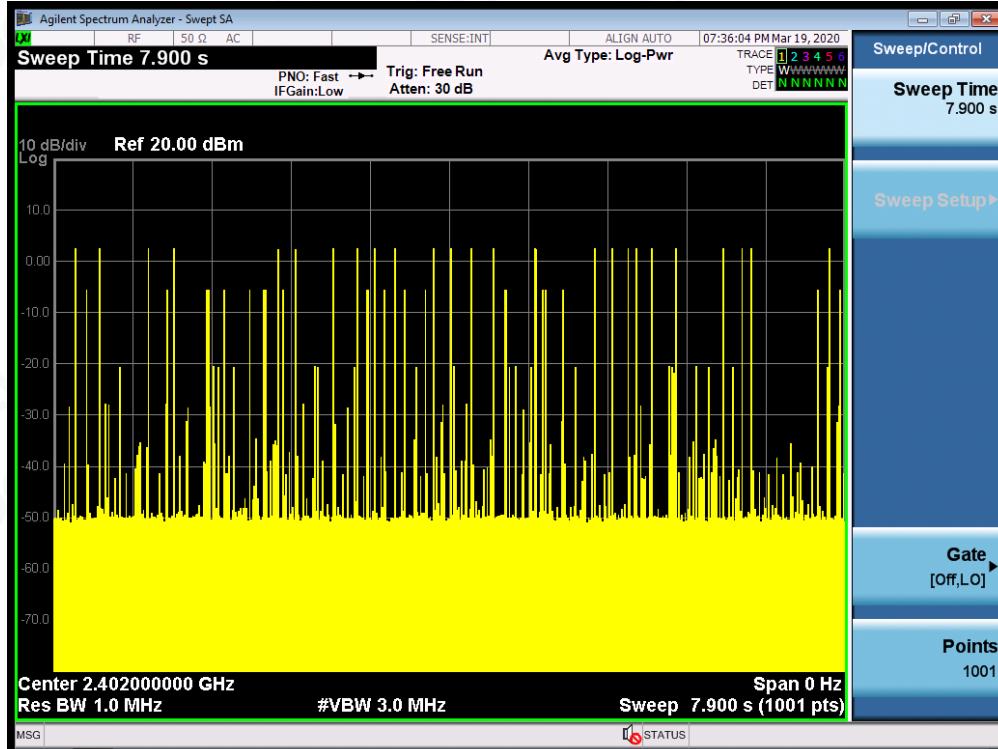 Agilent Spectrum Analyzer - Swept SA
LXI RF 50 Ω AC SENSE:INT ALIGN AUTO 07:36:04 PM Mar 19, 2020
Sweep Time 7.900 s
PNO: Fast
IFGain:Low
Trig: Free Run
Atten: 30 dB
Avg Type: Log-Pwr
TRACE 1 2 3 4 5 6
TYPE WWWWWW
DET N N N N N N
10 dB/div Ref 20.00 dBm
Log
10.0
0.00
-10.0
-20.0
-30.0
-40.0
-50.0
-60.0
-70.0
Center 2.402000000 GHz Span 0 Hz
Res BW 1.0 MHz #VBW 3.0 MHz Sweep 7.900 s (1001 pts)
MSG STATUS
Sweep/Control
Sweep Time
7.900 s
Sweep Setup
Gate
[Off,LO]
Points
1001